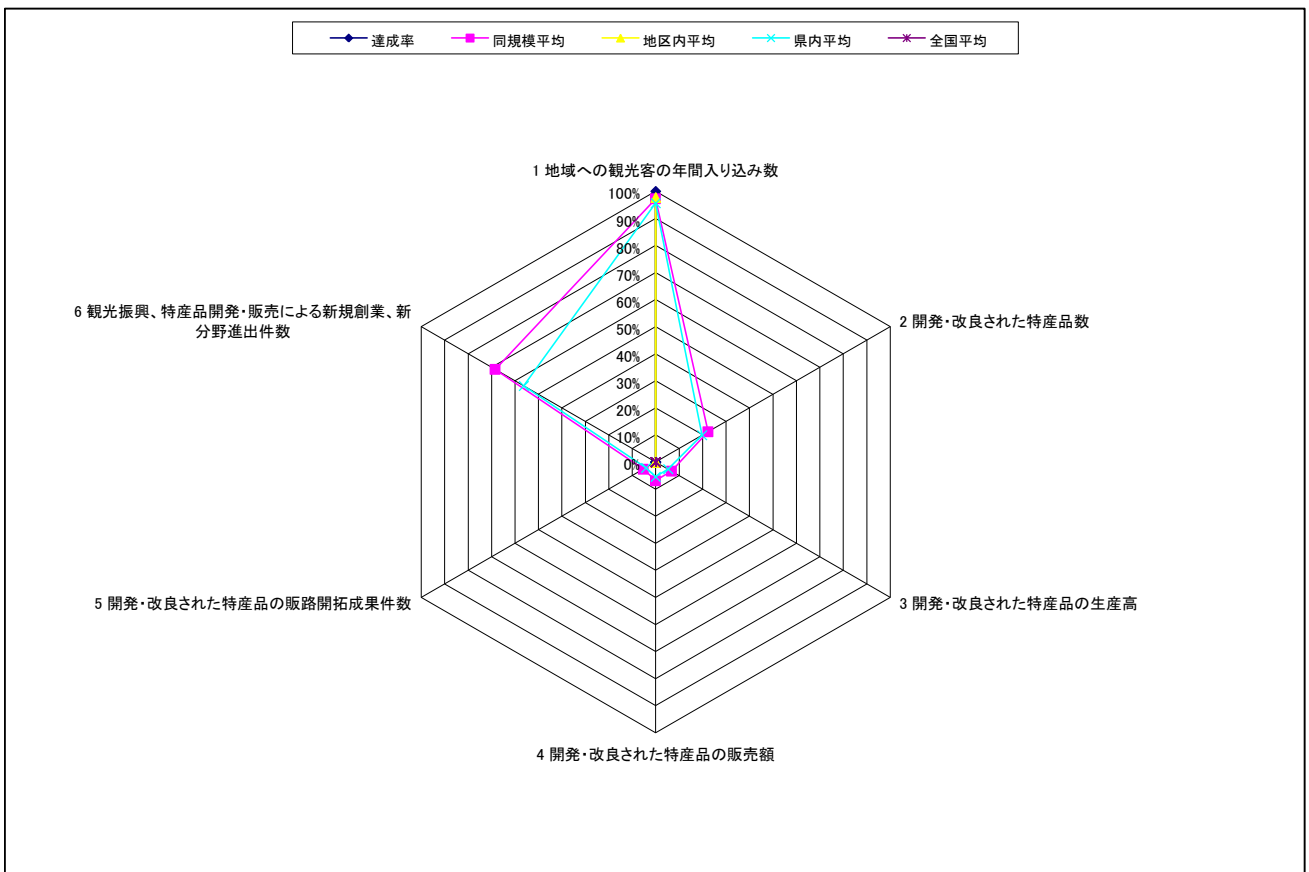 達成率 同規模平均 地区内平均 県内平均 全国平均
1 地域への観光客の年間入り込み数
100%
90%
80%
70%
60%
50%
40%
30%
20%
10%
0%
2 開発・改良された特産品数
3 開発・改良された特産品の生産高
4 開発・改良された特産品の販売額
5 開発・改良された特産品の販路開拓成果件数
6 観光振興、特産品開発・販売による新規創業、新
分野進出件数